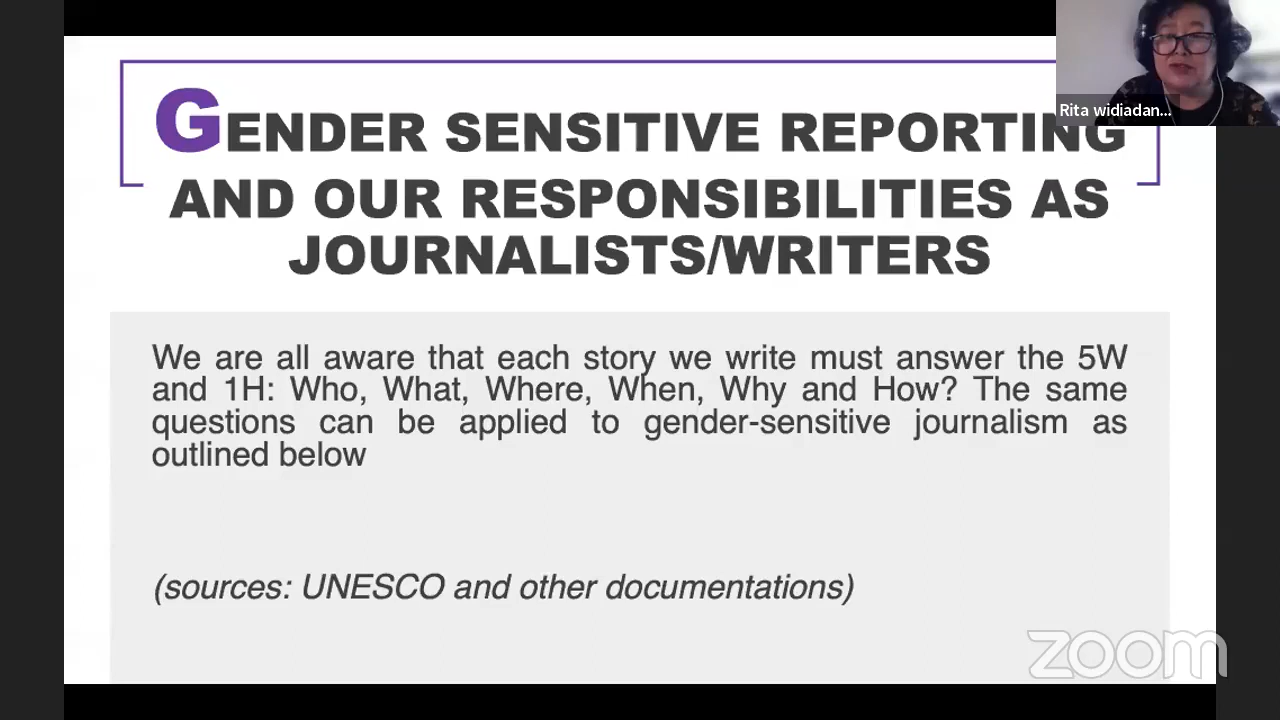 GENDER SENSITIVE REPORTING
AND OUR RESPONSIBILITIES AS
JOURNALISTS/WRITERS
Rita widiadan...
We are all aware that each story we write must answer the 5W
and 1H: Who, What, Where, When, Why and How? The same
questions can be applied to gender-sensitive journalism as
outlined below
(sources: UNESCO and other documentations)
zoom